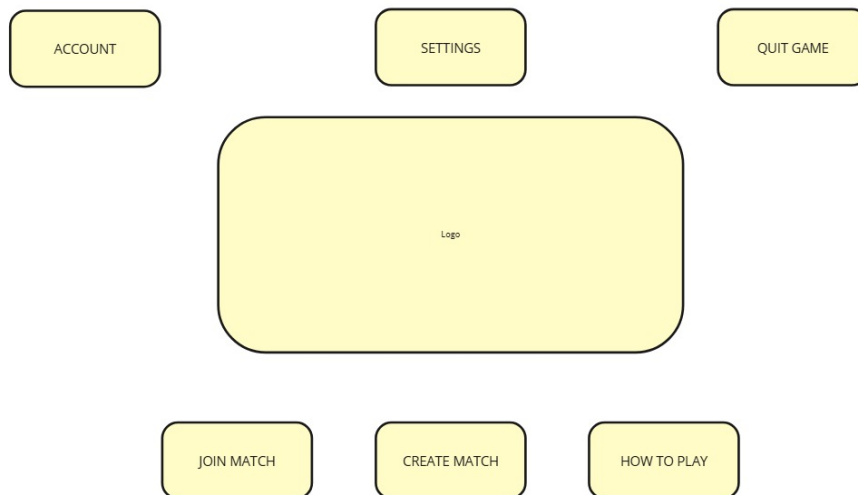 ACCOUNT
SETTINGS
QUIT GAME
Logo
JOIN MATCH
CREATE MATCH
HOW TO PLAY